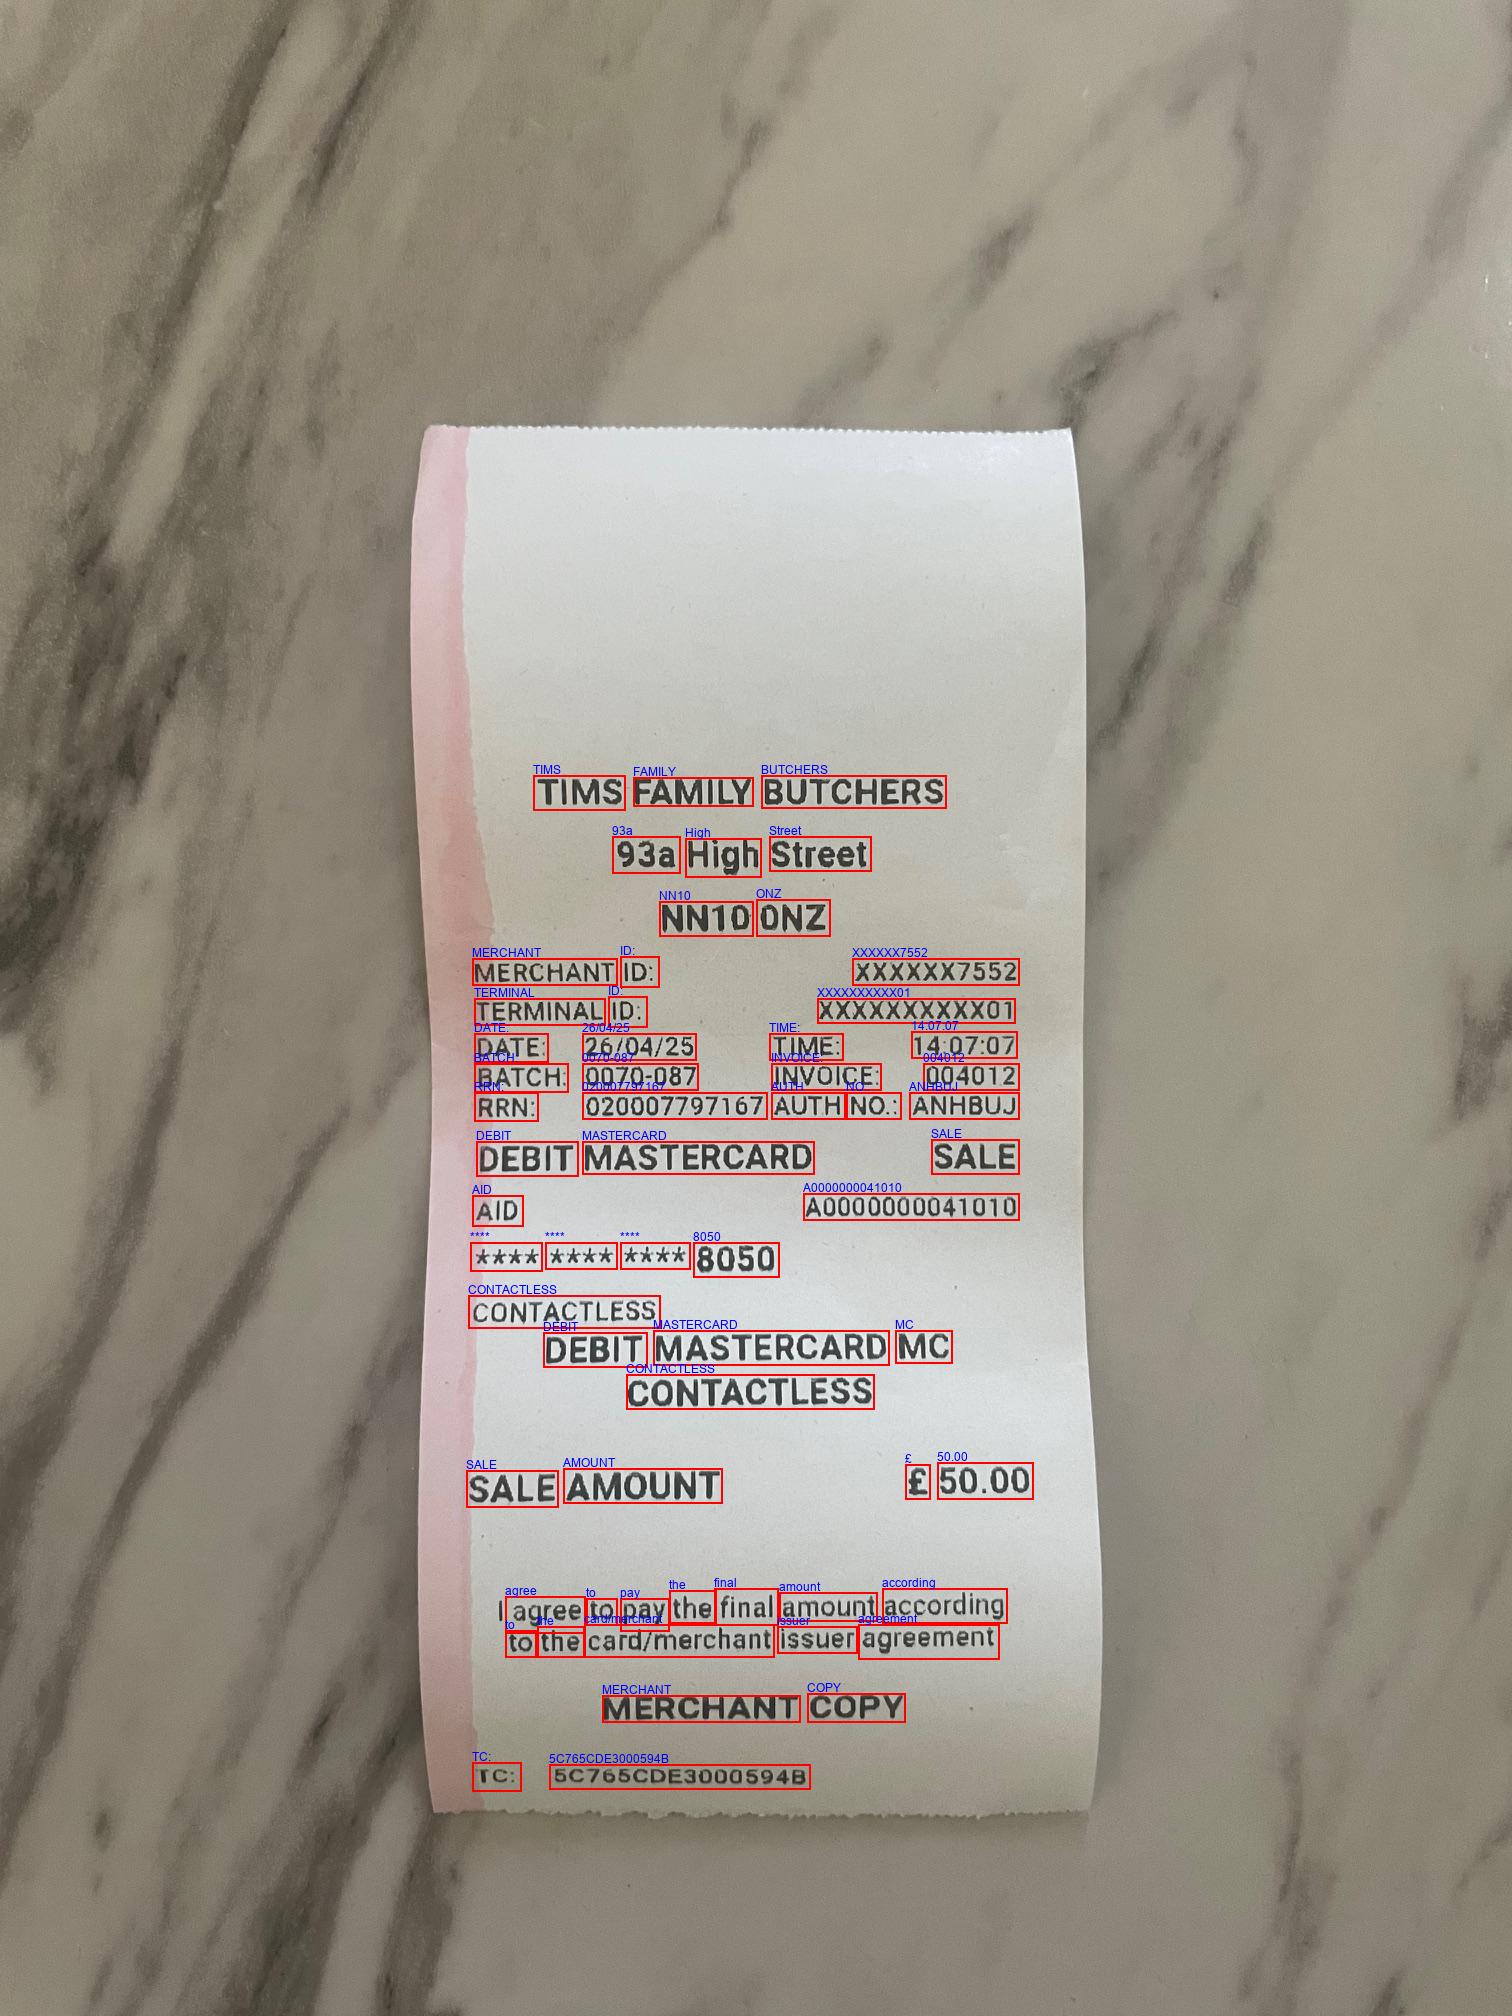 TIMS FAMILY BUTCHERS
93a High Street
NN10 0NZ
MERCHANT ID: XXXXXX7552
TERMINAL ID: XXXXXXXXXX01
DATE: 26/04/25 TIME: 14:07:07
BATCH: 0070-087 INVOICE: 004012
RRN: 020007797167 AUTH NO.: ANHBUJ
DEBIT MASTERCARD SALE
AID A0000000041010
**** **** **** 8050
CONTACTLESS
DEBIT MASTERCARD MC
CONTACTLESS
SALE AMOUNT £ 50.00
I agree to pay the final amount according
to the card/merchant issuer agreement
MERCHANT COPY
TC: 5C765CDE3000594B